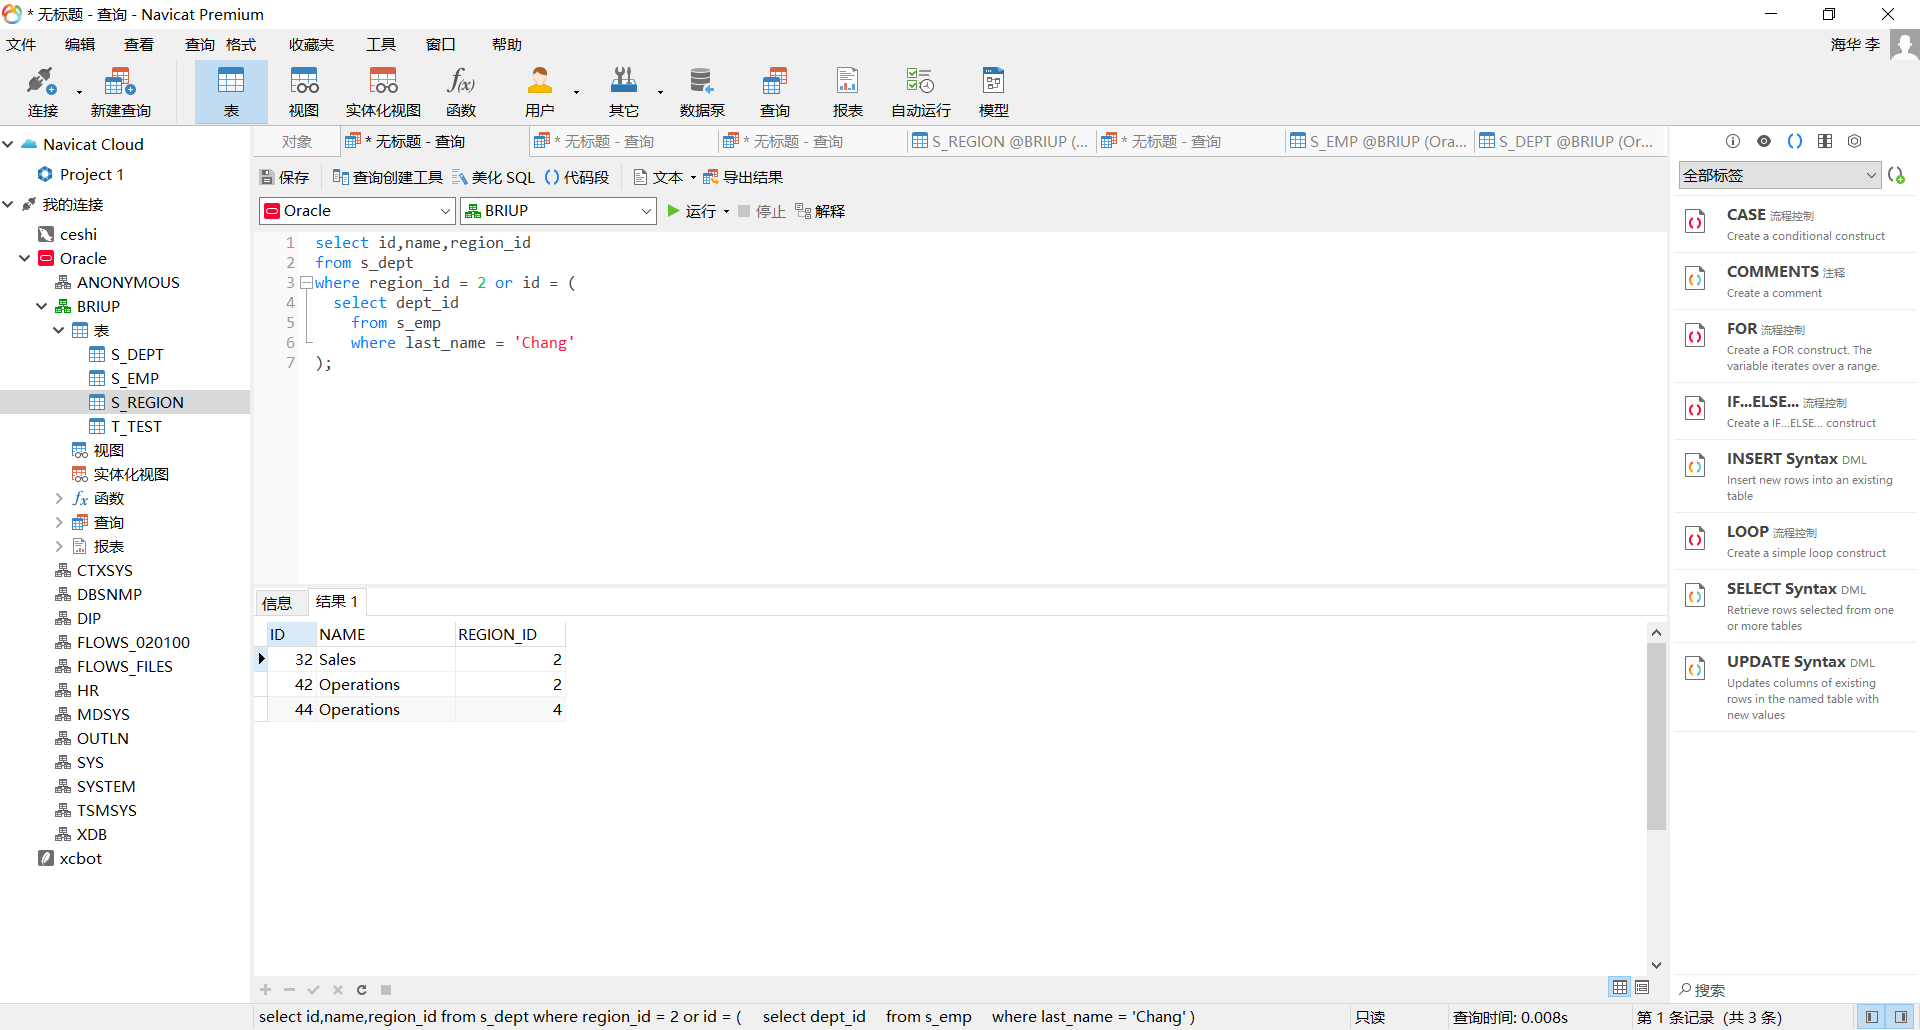 * 无标题 - 查询 - Navicat Premium
文件 编辑 查看 查询 格式 收藏夹 工具 窗口 帮助 海华 李
连接 新建查询 表 视图 实体化视图 f(x) 函数 用户 其它 数据泵 查询 报表 自动运行 模型
对象 * 无标题 - 查询 * 无标题 - 查询 * 无标题 - 查询 S_REGION @BRIUP (... * 无标题 - 查询 S_EMP @BRIUP (Ora... S_DEPT @BRIUP (Or...
保存 查询创建工具 美化 SQL () 代码段 文本 导出结果
Oracle BRIUP 运行 停止 解释
Navicat Cloud
Project 1
我的连接
ceshi
Oracle
ANONYMOUS
BRIUP
表
S_DEPT
S_EMP
S_REGION
T_TEST
视图
实体化视图
fx 函数
查询
报表
CTXSYS
DBSNMP
DIP
FLOWS_020100
FLOWS_FILES
HR
MDSYS
OUTLN
SYS
SYSTEM
TSMSYS
XDB
xcbot
1 select id,name,region_id
2 from s_dept
3 where region_id = 2 or id = (
4 select dept_id
5 from s_emp
6 where last_name = 'Chang'
7 );
信息 结果 1
ID NAME REGION_ID
32 Sales 2
42 Operations 2
44 Operations 4
全部标签
CASE 流程控制
Create a conditional construct
COMMENTS 注释
Create a comment
FOR 流程控制
Create a FOR construct. The
variable iterates over a range.
IF...ELSE... 流程控制
Create a IF...ELSE... construct
INSERT Syntax DML
Insert new rows into an existing
table
LOOP 流程控制
Create a simple loop construct
SELECT Syntax DML
Retrieve rows selected from one
or more tables
UPDATE Syntax DML
Updates columns of existing
rows in the named table with
new values
搜索
select id,name,region_id from s_dept where region_id = 2 or id = ( select dept_id from s_emp where last_name = 'Chang' ) 只读 查询时间: 0.008s 第 1 条记录 (共 3 条)